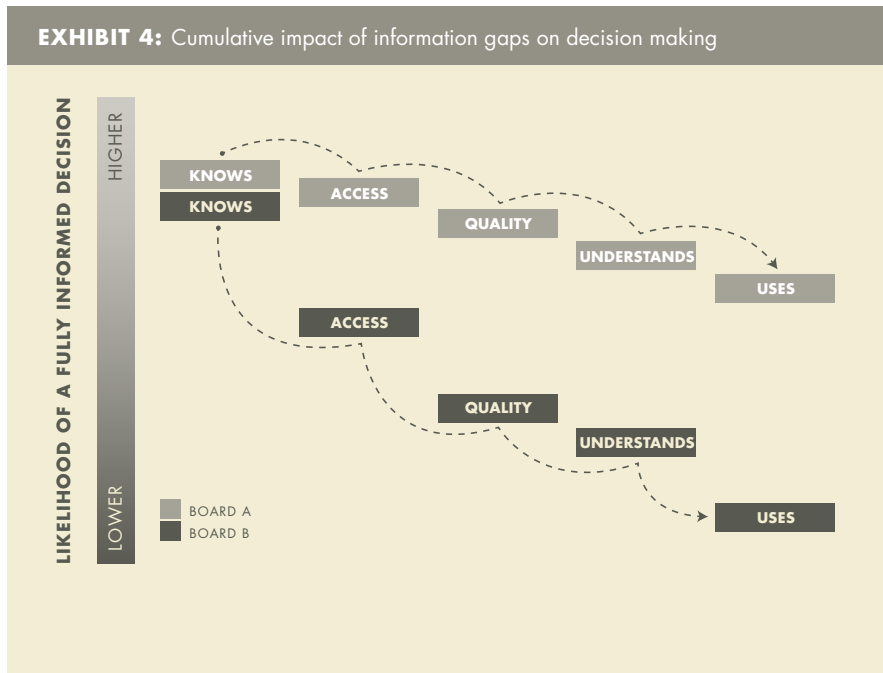 EXHIBIT 4: Cumulative impact of information gaps on decision making
LIKELIHOOD OF A FULLY INFORMED DECISION
HIGHER
LOWER
KNOWS
KNOWS
ACCESS
QUALITY
UNDERSTANDS
USES
ACCESS
QUALITY
UNDERSTANDS
USES
BOARD A
BOARD B